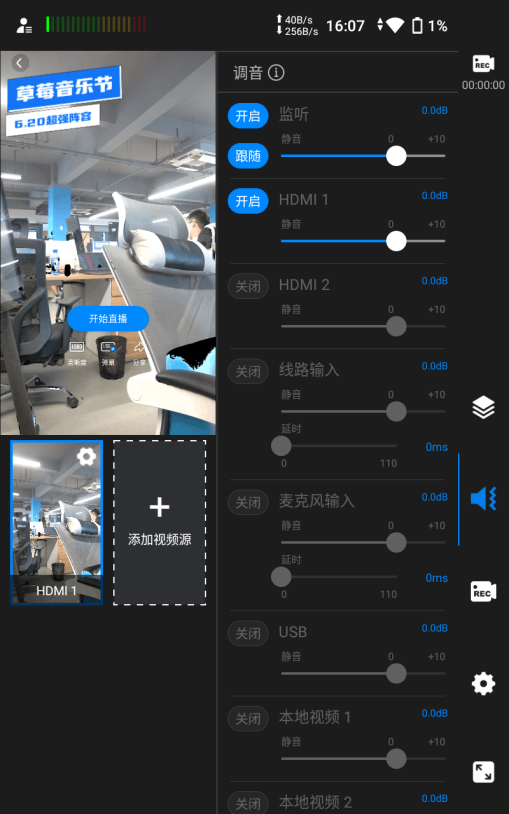 40B/s
256B/s
16:07
1%
REC
00:00:00
草莓音乐节
6.20超强阵容
开始直播
1080
清晰度
弹幕
分享
HDMI 1
添加视频源
调音
开启
监听
0.0dB
静音
0
+10
跟随
开启
HDMI 1
0.0dB
静音
0
+10
关闭
HDMI 2
0.0dB
静音
0
+10
关闭
线路输入
0.0dB
静音
0
+10
延时
0ms
0
110
关闭
麦克风输入
0.0dB
静音
0
+10
延时
0ms
0
110
关闭
USB
0.0dB
静音
0
+10
关闭
本地视频 1
0.0dB
静音
0
+10
关闭
本地视频 2
0.0dB
REC